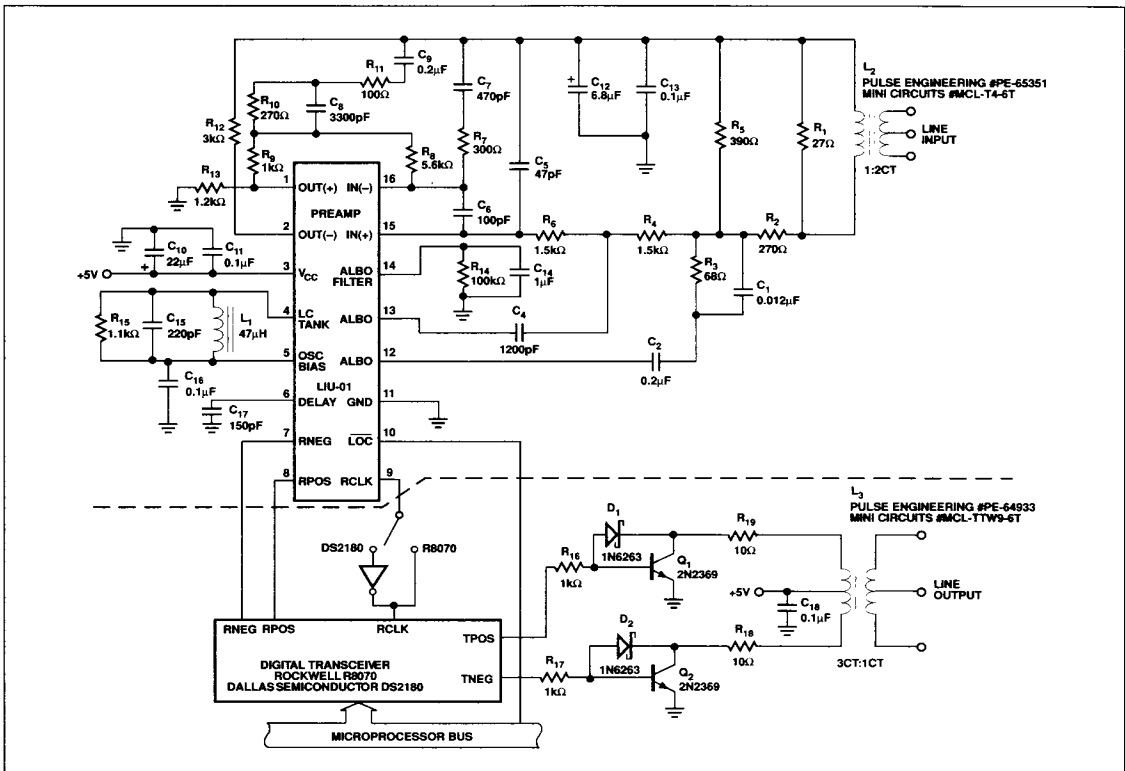 C9
0.2µF
R11
100Ω
C7
470pF
R10
270Ω
C8
3300pF
R12
3kΩ
R9
1kΩ
R8
5.6kΩ
R7
300Ω
C12
6.8µF
+
C13
0.1µF
C5
47pF
R5
390Ω
R1
27Ω
L2
PULSE ENGINEERING #PE-65351
MINI CIRCUITS #MCL-T4-6T
LINE
INPUT
1:2CT
R13
1.2kΩ
1
OUT(+)
IN(–)
16
PREAMP
C6
100pF
2
OUT(–)
IN(+)
15
R6
1.5kΩ
R4
1.5kΩ
R2
270Ω
C10
22µF
+
C11
0.1µF
+5V
3
VCC
ALBO
FILTER
14
R14
100kΩ
C14
1µF
R3
68Ω
C1
0.012µF
R15
1.1kΩ
C15
220pF
L1
47µH
4
LC
TANK
ALBO
13
C4
1200pF
5
OSC
BIAS
ALBO
12
C2
0.2µF
C16
0.1µF
LIU-01
6
DELAY
GND
11
C17
150pF
7
RNEG
LOC
10
8
RPOS
RCLK
9
DS2180
R8070
L3
PULSE ENGINEERING #PE-64933
MINI CIRCUITS #MCL-TTW9-6T
D1
1N6263
R16
1kΩ
Q1
2N2369
R19
10Ω
+5V
C18
0.1µF
LINE
OUTPUT
3CT:1CT
D2
1N6263
R17
1kΩ
Q2
2N2369
R18
10Ω
RNEG
RPOS
RCLK
TPOS
TNEG
DIGITAL TRANSCEIVER
ROCKWELL R8070
DALLAS SEMICONDUCTOR DS2180
MICROPROCESSOR BUS